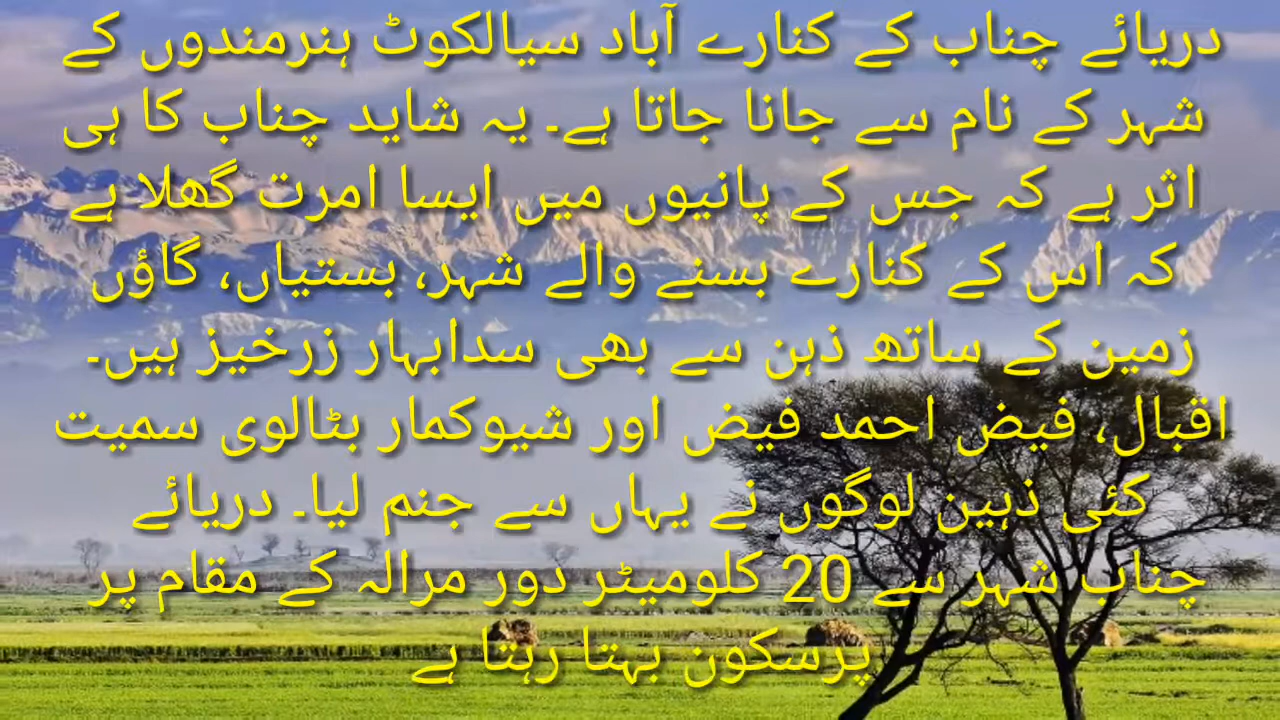 دریائے چناب کے کنارے آباد سیالکوٹ ہنرمندوں کے
شہر کے نام سے جانا جاتا ہے۔ یہ شاید چناب کا ہی
اثر ہے کہ جس کے پانیوں میں ایسا امرت گھلا ہے
کہ اس کے کنارے بسنے والے شہر، بستیاں، گاؤں
زمین کے ساتھ ذہن سے بھی سدابہار زرخیز ہیں۔
اقبال، فیض احمد فیض اور شیوکمار بٹالوی سمیت
کئی ذہین لوگوں نے یہاں سے جنم لیا۔ دریائے
چناب شہر سے 20 کلومیٹر دور مرالہ کے مقام پر
پرسکون بہتا رہتا ہے